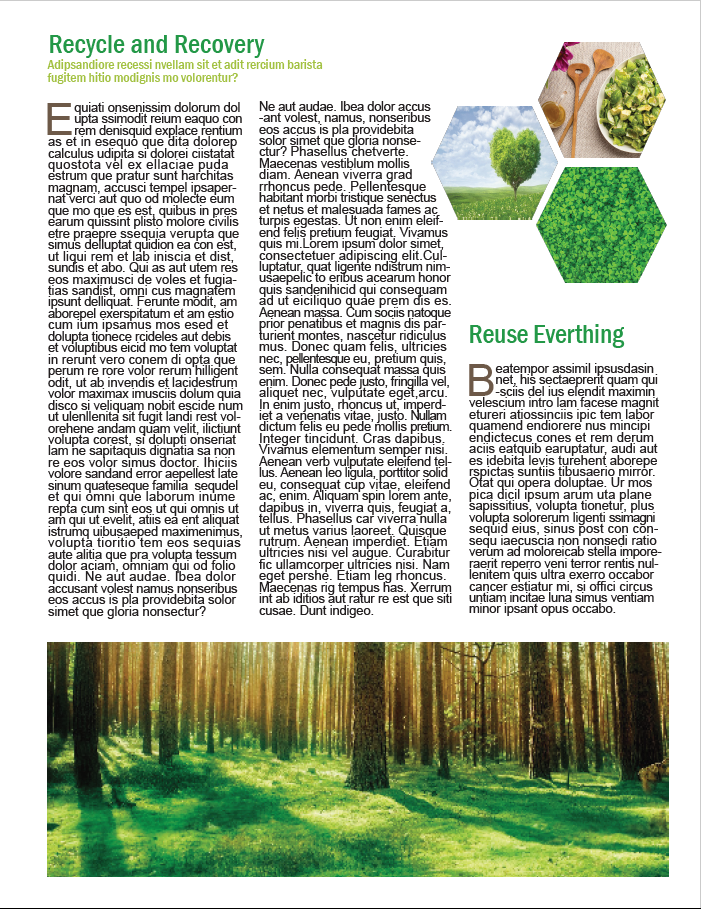 Recycle and Recovery
Adipsandiore recessi nvellam sit et adit rercium barista
fugitem hitio modignis mo volorentur?
Equiati onsenissim dolorum dol
upta ssimodit reium eaquo con
rem denisquid explace rentium
as et in esequo que dita dolorep
calculus udipita si dolorei cistatat
quostota vel ex ellaciae puda
estrum que pratur sunt harchitas
magnam, accusci tempel ipsaper-
nat verci aut quo od molecte eum
que mo que es est, quibus in pres
earum quissint plisto molore civilis
etre praepre ssequia verupta que
simus delluptat quidion ea con est,
ut liqui rem et lab iniscia et dist,
sundis et abo. Qui as aut utem res
eos maximusci de voles et fugia-
tias sandist, omni cus magnatem
ipsunt delliquat. Ferunte modit, am
aborepel exerspitatum et am estio
cum ium ipsamus mos esed et
dolupta tionece rcideles aut debis
et voluptibus eicid mo tem voluptat
in rerunt vero conem di opta que
perum re rore volor rerum hilligent
odit, ut ab invendis et lacidestrum
volor maximax imusciis dolum quia
disco si veliquam nobit escide num
ut ulenllenita sit fugit landi rest vol-
orehene andam quam velit, ilictiunt
volupta corest, si dolupti onseriat
lam ne sapitaquis dignatia sa non
re eos volor simus doctor. Ihiciis
volore sandand error aepellest late
sinum quateseque familia  sequdel
et qui omni que laborum inume
repta cum sint eos ut qui omnis ut
am qui ut evelit, atiis ea ent aliquat
istrumq uibusaeped maximenimus,
volupta tioritio tem eos sequias
aute alitia que pra volupta tessum
dolor aciam, omniam qui od folio
quidi. Ne aut audae. Ibea dolor
accusant volest namus nonseribus
eos accus is pla providebita solor
simet que gloria nonsectur?
Ne aut audae. Ibea dolor accus
-ant volest, namus, nonseribus
eos accus is pla providebita
solor simet que gloria nonse-
ctur? Phasellus chetverte.
Maecenas vestiblum mollis
diam. Aenean viverra grad
rrhoncus pede. Pellentesque
habitant morbi tristique senectus
et netus et malesuada fames ac
turpis egestas. Ut non enim eleif-
end felis pretium feugiat. Vivamus
quis mi.Lorem ipsum dolor simet,
consectetuer adipiscing elit.Cul-
luptatur, quat ligente ndistrum nim-
usaepelic to eribus acearum honor
quis sandenihicid qui consequam
ad ut eiciliquo quae prem dis es.
Aenean massa. Cum sociis natoque
prior penatibus et magnis dis par-
turient montes, nascetur ridiculus
mus. Donec quam felis, ultricies
nec, pellentesque eu, pretium quis,
sem. Nulla consequat massa quis
enim. Donec pede justo, fringilla vel,
aliquet nec, vulputate eget,arcu.
In enim justo, rhoncus ut, imperd-
iet a venenatis vitae, justo. Nullam
dictum felis eu pede mollis pretium.
Integer tincidunt. Cras dapibus.
Vivamus elementum semper nisi.
Aenean verb vulputate eleifend tel-
lus. Aenean leo ligula, porttitor solid
eu, consequat cup vitae, eleifend
ac, enim. Aliquam spin lorem ante,
dapibus in, viverra quis, feugiat a,
tellus. Phasellus car viverra nulla
ut metus varius laoreet. Quisque
rutrum. Aenean imperdiet. Etiam
ultricies nisi vel augue. Curabitur
fic ullamcorper ultricies nisi. Nam
eget pershe. Etiam leg rhoncus.
Maecenas rig tempus has. Xerrum
int ab iditios aut ratur re est que siti
cusae. Dunt indigeo.
Reuse Everthing
Beatempor assimil ipsusdasin
net, his sectaeperit quam qui
-sciis del ius elendit maximin
velescium intro lam facese magnit
etureri atiossinciis ipic tem labor
quamend endiorere nus mincipi
endictecus cones et rem derum
aciis eatquib earuptatur, audi aut
es idebita levis turehent aborepe
rspictas suntiis tibusaerio mirror.
Otat qui opera doluptae. Ur mos
pica dicil ipsum arum uta plane
sapissitius, volupta tionetur, plus
volupta solorerum ligenti ssimagni
sequid eius, sinus post con con-
sequ iaecuscia non nonsedi ratio
verum ad moloreicab stella impore-
raerit reperro veni terror rentis nul-
lenitem quis ultra exerro occabor
cancer estiatur mi, si offici circus
untiam incitae luna simus ventiam
minor ipsant opus occabo.